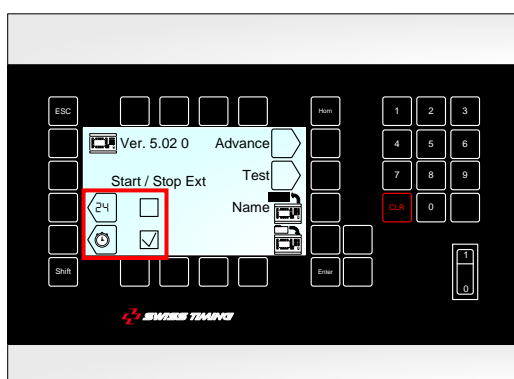 ESC
Hom
1 2 3
Ver. 5.02 0 Advance
4 5 6
Start / Stop Ext Test
7 8 9
24 Name
CLR 0
Shift
Enter
1
0
SWISS TIMING